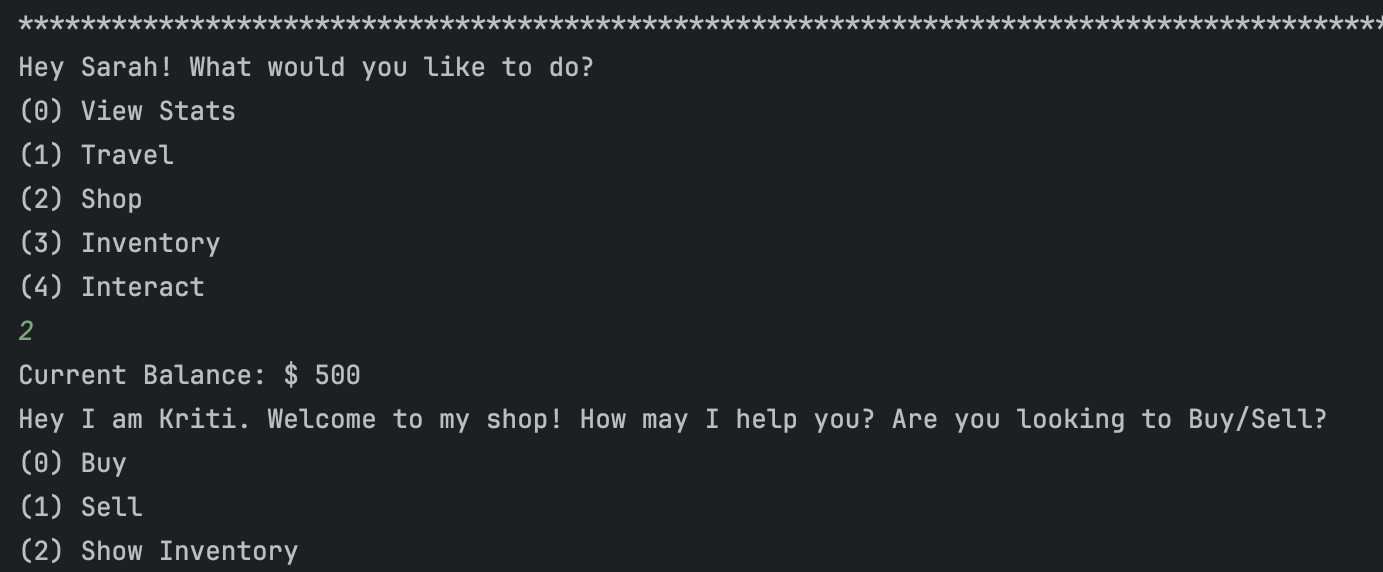 ****************************************************************************************
Hey Sarah! What would you like to do?
(0) View Stats
(1) Travel
(2) Shop
(3) Inventory
(4) Interact
2
Current Balance: $ 500
Hey I am Kriti. Welcome to my shop! How may I help you? Are you looking to Buy/Sell?
(0) Buy
(1) Sell
(2) Show Inventory